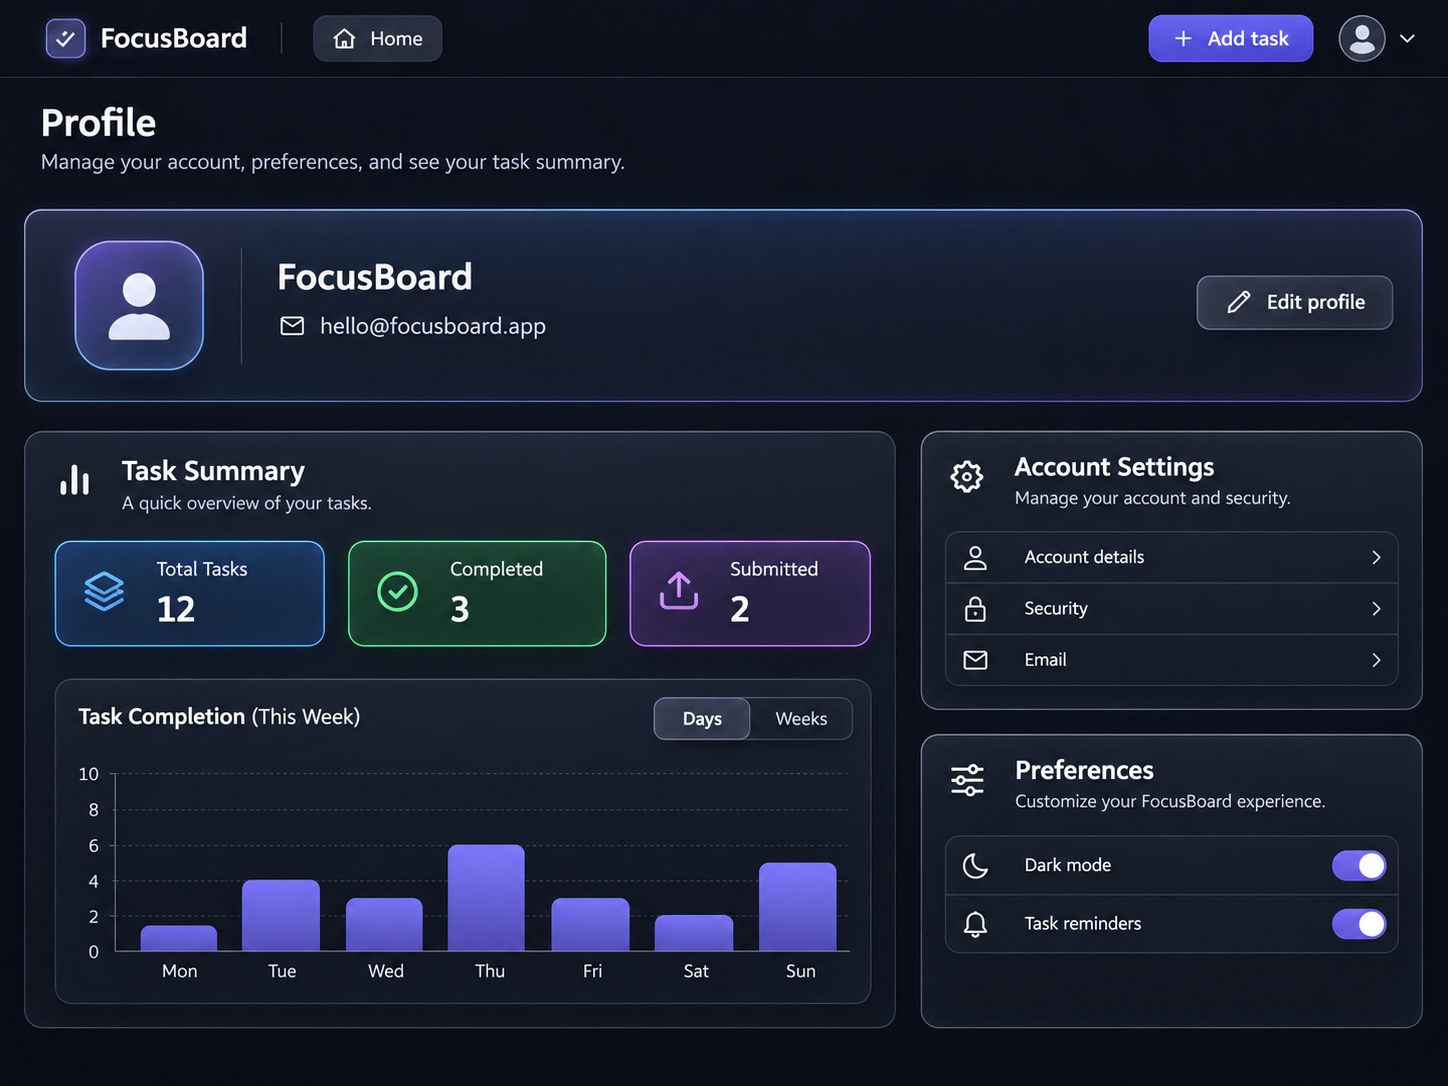 FocusBoard
Home
Add task
Profile
Manage your account, preferences, and see your task summary.
FocusBoard
hello@focusboard.app
Edit profile
Task Summary
A quick overview of your tasks.
Total Tasks
12
Completed
3
Submitted
2
Task Completion (This Week)
Days
Weeks
10
8
6
4
2
0
Mon
Tue
Wed
Thu
Fri
Sat
Sun
Account Settings
Manage your account and security.
Account details
Security
Email
Preferences
Customize your FocusBoard experience.
Dark mode
Task reminders